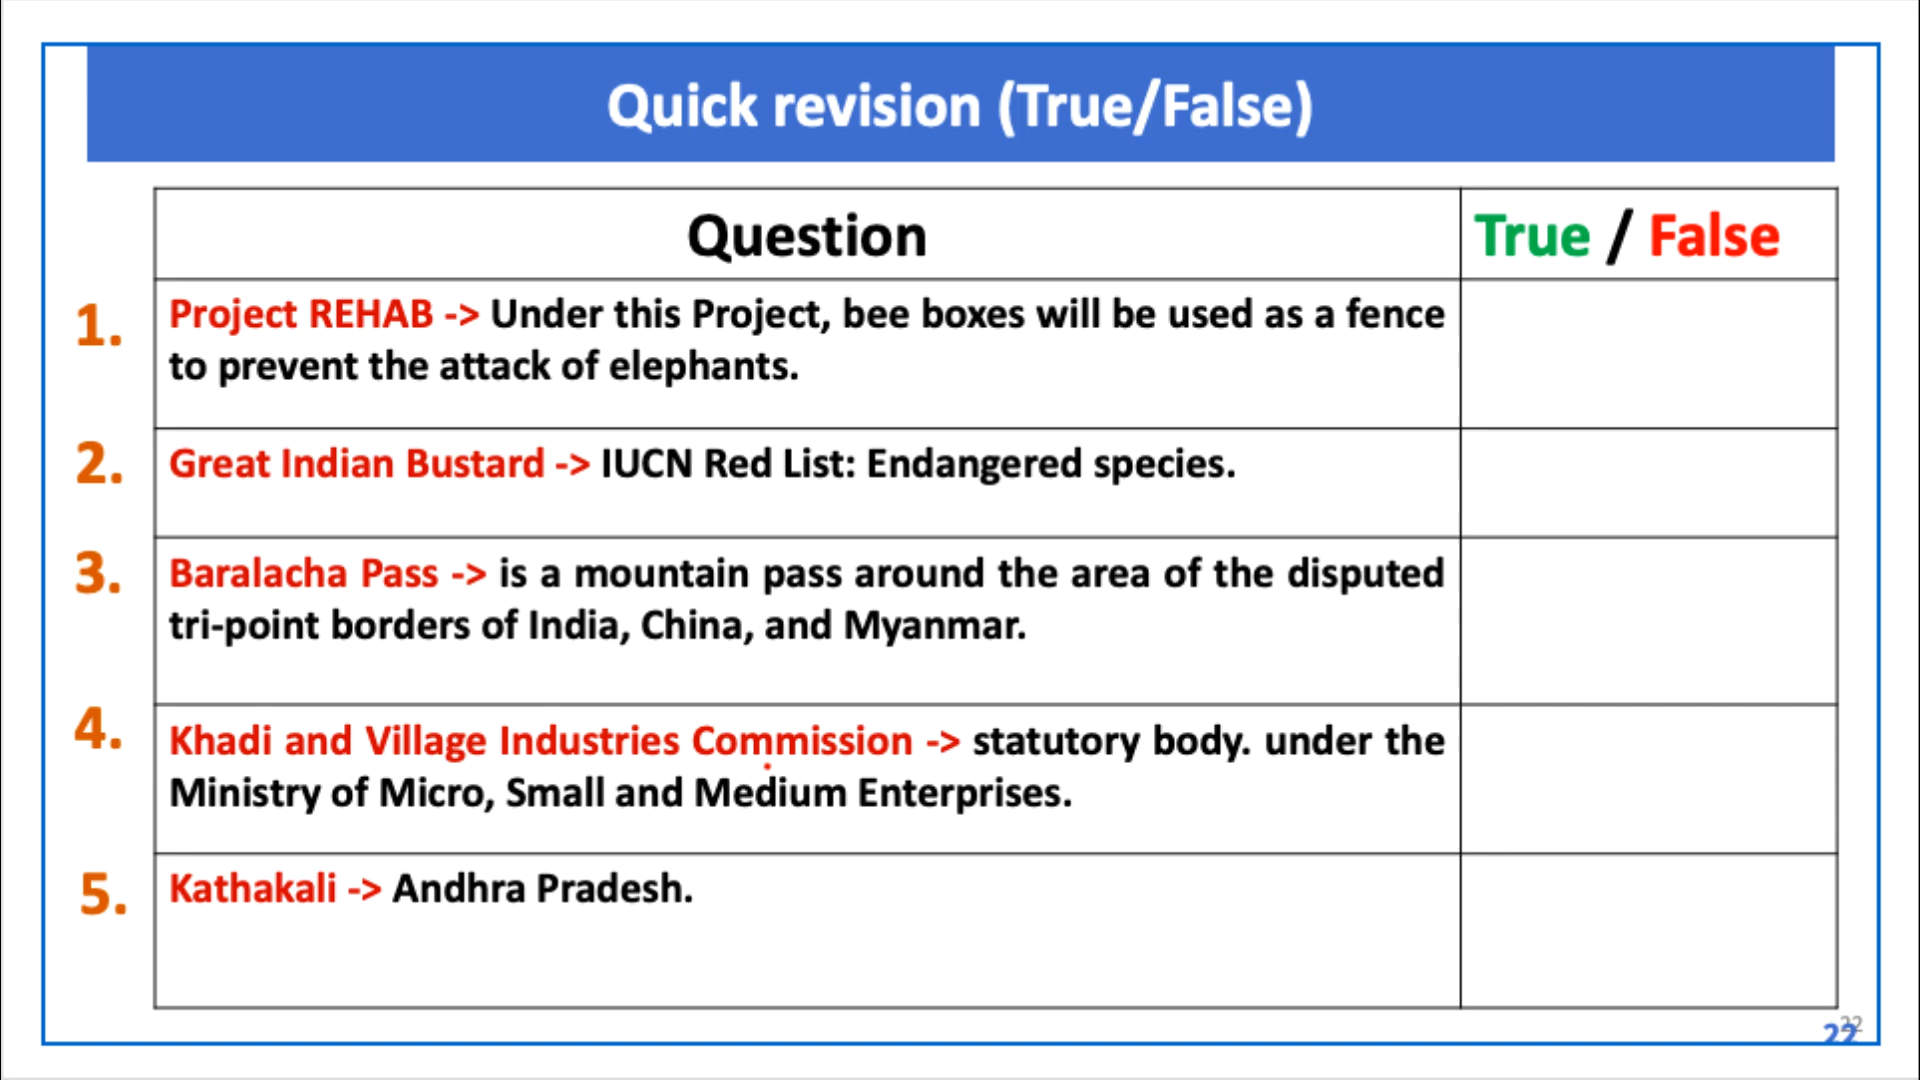 Quick revision (True/False)
Question
True / False
1.
Project REHAB -> Under this Project, bee boxes will be used as a fence
to prevent the attack of elephants.
2.
Great Indian Bustard -> IUCN Red List: Endangered species.
3.
Baralacha Pass -> is a mountain pass around the area of the disputed
tri-point borders of India, China, and Myanmar.
4.
Khadi and Village Industries Commission -> statutory body. under the
Ministry of Micro, Small and Medium Enterprises.
5.
Kathakali -> Andhra Pradesh.
22
22